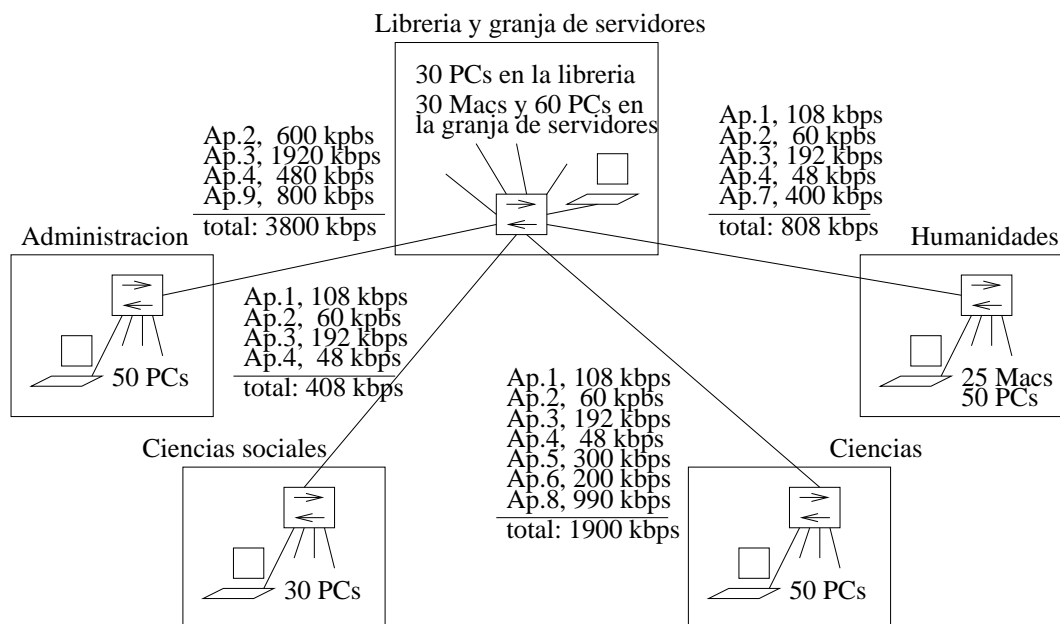 Libreria y granja de servidores
30 PCs en la libreria
30 Macs y 60 PCs en
la granja de servidores
Ap.2, 600 kpbs
Ap.3, 1920 kbps
Ap.4, 480 kbps
Ap.9, 800 kbps
total: 3800 kbps
Ap.1, 108 kbps
Ap.2, 60 kpbs
Ap.3, 192 kbps
Ap.4, 48 kbps
Ap.7, 400 kbps
total: 808 kbps
Administracion
50 PCs
Humanidades
25 Macs
50 PCs
Ap.1, 108 kbps
Ap.2, 60 kpbs
Ap.3, 192 kbps
Ap.4, 48 kbps
total: 408 kbps
Ap.1, 108 kbps
Ap.2, 60 kpbs
Ap.3, 192 kbps
Ap.4, 48 kbps
Ap.5, 300 kbps
Ap.6, 200 kbps
Ap.8, 990 kbps
total: 1900 kbps
Ciencias sociales
30 PCs
Ciencias
50 PCs